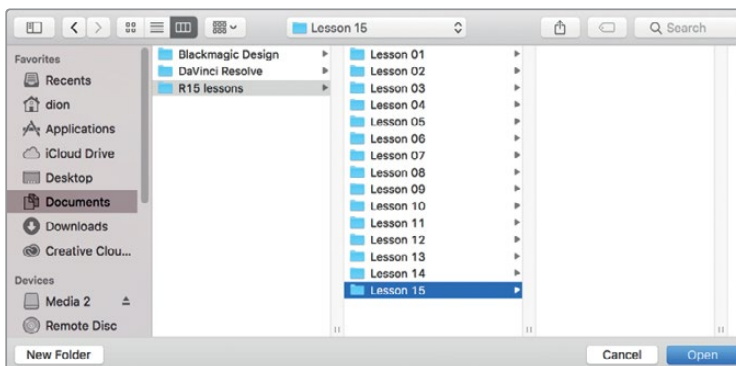 Lesson 15
Search
Favorites
Recents
dion
Applications
iCloud Drive
Desktop
Documents
Downloads
Creative Clou...
Devices
Media 2
Remote Disc
Blackmagic Design
DaVinci Resolve
R15 lessons
Lesson 01
Lesson 02
Lesson 03
Lesson 04
Lesson 05
Lesson 06
Lesson 07
Lesson 08
Lesson 09
Lesson 10
Lesson 11
Lesson 12
Lesson 13
Lesson 14
Lesson 15
New Folder
Cancel
Open